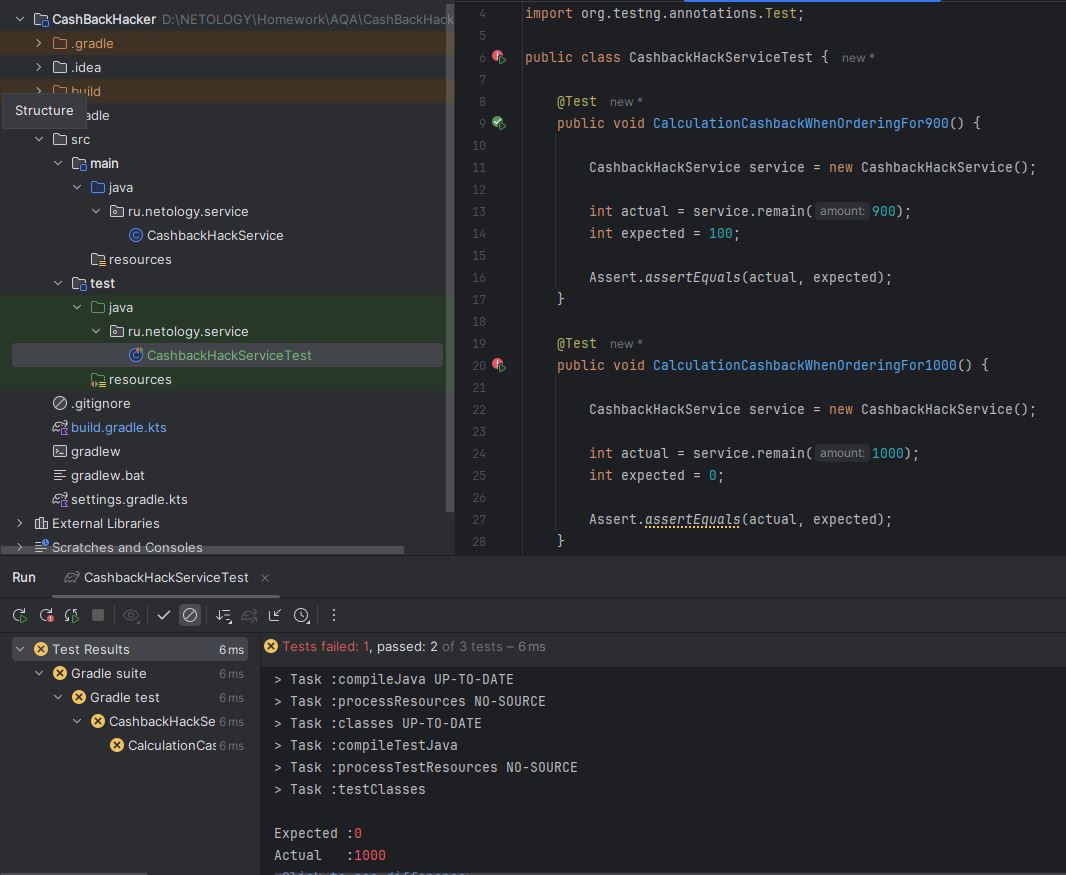 CashBackHacker D:\NETOLOGY\Homework\AQA\CashBackHack
.gradle
.idea
build
Structure
adle
src
main
java
ru.netology.service
CashbackHackService
resources
test
java
ru.netology.service
CashbackHackServiceTest
resources
.gitignore
build.gradle.kts
gradlew
gradlew.bat
settings.gradle.kts
External Libraries
Scratches and Consoles
4 import org.testng.annotations.Test;
5
6 public class CashbackHackServiceTest { new *
7
8 @Test new *
9 public void CalculationCashbackWhenOrderingFor900() {
10
11 CashbackHackService service = new CashbackHackService();
12
13 int actual = service.remain( amount: 900);
14 int expected = 100;
15
16 Assert.assertEquals(actual, expected);
17 }
18
19 @Test new *
20 public void CalculationCashbackWhenOrderingFor1000() {
21
22 CashbackHackService service = new CashbackHackService();
23
24 int actual = service.remain( amount: 1000);
25 int expected = 0;
26
27 Assert.assertEquals(actual, expected);
28 }
Run CashbackHackServiceTest
Test Results 6 ms
Gradle suite 6 ms
Gradle test 6 ms
CashbackHackSe 6 ms
CalculationCas 6 ms
Tests failed: 1, passed: 2 of 3 tests – 6 ms
> Task :compileJava UP-TO-DATE
> Task :processResources NO-SOURCE
> Task :classes UP-TO-DATE
> Task :compileTestJava
> Task :processTestResources NO-SOURCE
> Task :testClasses
Expected :0
Actual :1000
<Click to see difference>